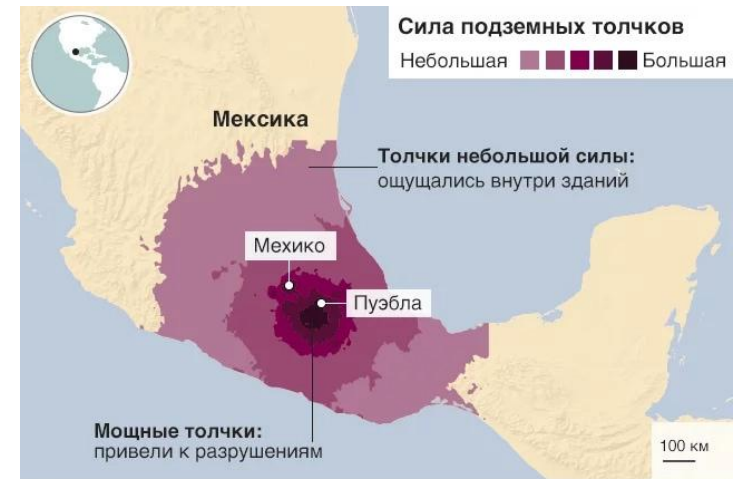 Сила подземных толчков
Небольшая Большая
Мексика
Толчки небольшой силы:
ощущались внутри зданий
Мехико
Пуэбла
Мощные толчки:
привели к разрушениям
100 км